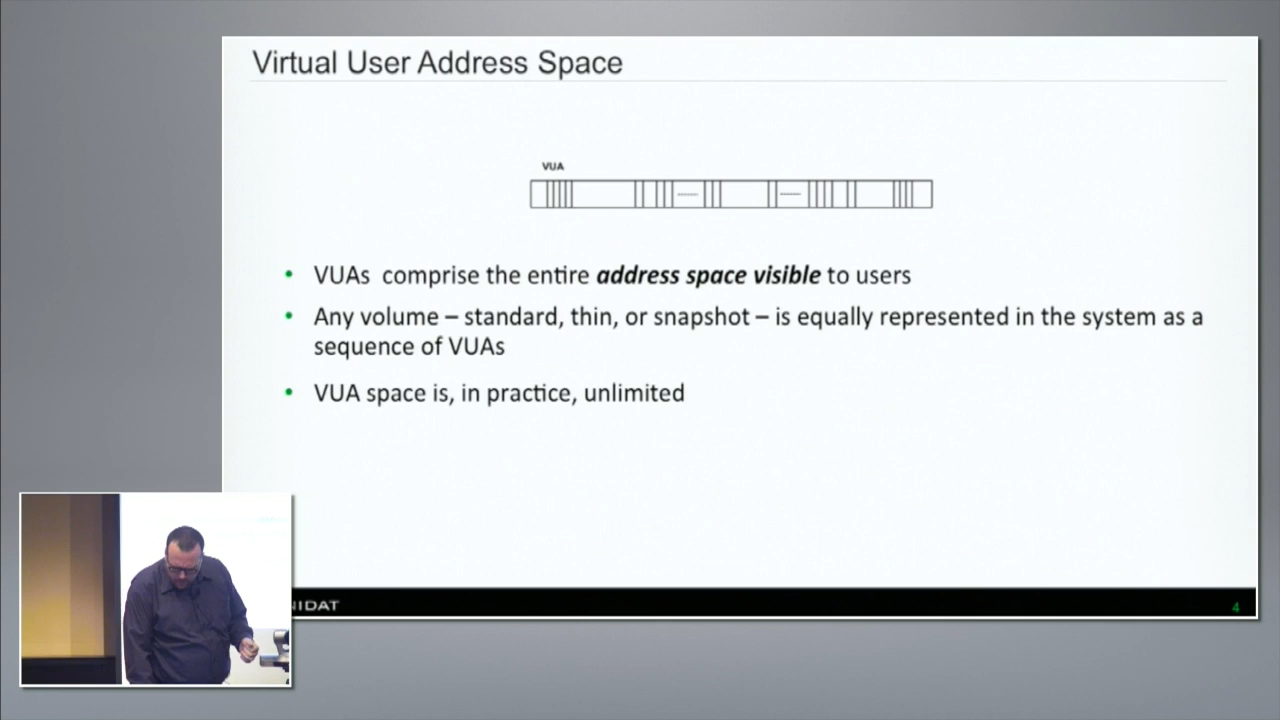 Virtual User Address Space
VUA
• VUAs comprise the entire address space visible to users
• Any volume – standard, thin, or snapshot – is equally represented in the system as a
sequence of VUAs
• VUA space is, in practice, unlimited
NIDAT
4